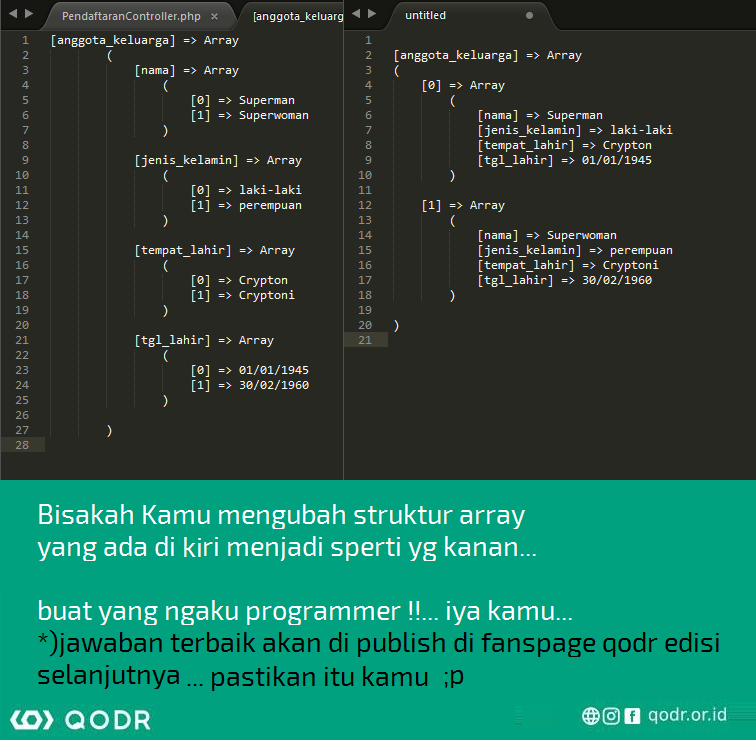 PendaftaranController.php ×
[anggota_keluarg
1 [anggota_keluarga] => Array
2 (
3 [nama] => Array
4 (
5 [0] => Superman
6 [1] => Superwoman
7 )
8
9 [jenis_kelamin] => Array
10 (
11 [0] => laki-laki
12 [1] => perempuan
13 )
14
15 [tempat_lahir] => Array
16 (
17 [0] => Crypton
18 [1] => Cryptoni
19 )
20
21 [tgl_lahir] => Array
22 (
23 [0] => 01/01/1945
24 [1] => 30/02/1960
25 )
26
27 )
28
untitled
1
2 [anggota_keluarga] => Array
3 (
4 [0] => Array
5 (
6 [nama] => Superman
7 [jenis_kelamin] => laki-laki
8 [tempat_lahir] => Crypton
9 [tgl_lahir] => 01/01/1945
10 )
11
12 [1] => Array
13 (
14 [nama] => Superwoman
15 [jenis_kelamin] => perempuan
16 [tempat_lahir] => Cryptoni
17 [tgl_lahir] => 30/02/1960
18 )
19
20 )
21
Bisakah Kamu mengubah struktur array
yang ada di kiri menjadi sperti yg kanan...
buat yang ngaku programmer !!... iya kamu...
*)jawaban terbaik akan di publish di fanspage qodr edisi
selanjutnya ... pastikan itu kamu ;p
QODR
qodr.or.id